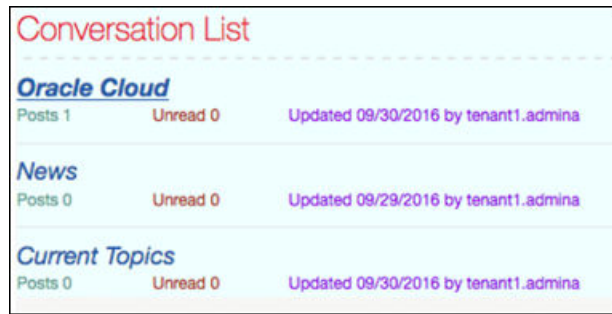 Conversation List
Oracle Cloud
Posts 1 Unread 0 Updated 09/30/2016 by tenant1.admina
News
Posts 0 Unread 0 Updated 09/29/2016 by tenant1.admina
Current Topics
Posts 0 Unread 0 Updated 09/30/2016 by tenant1.admina